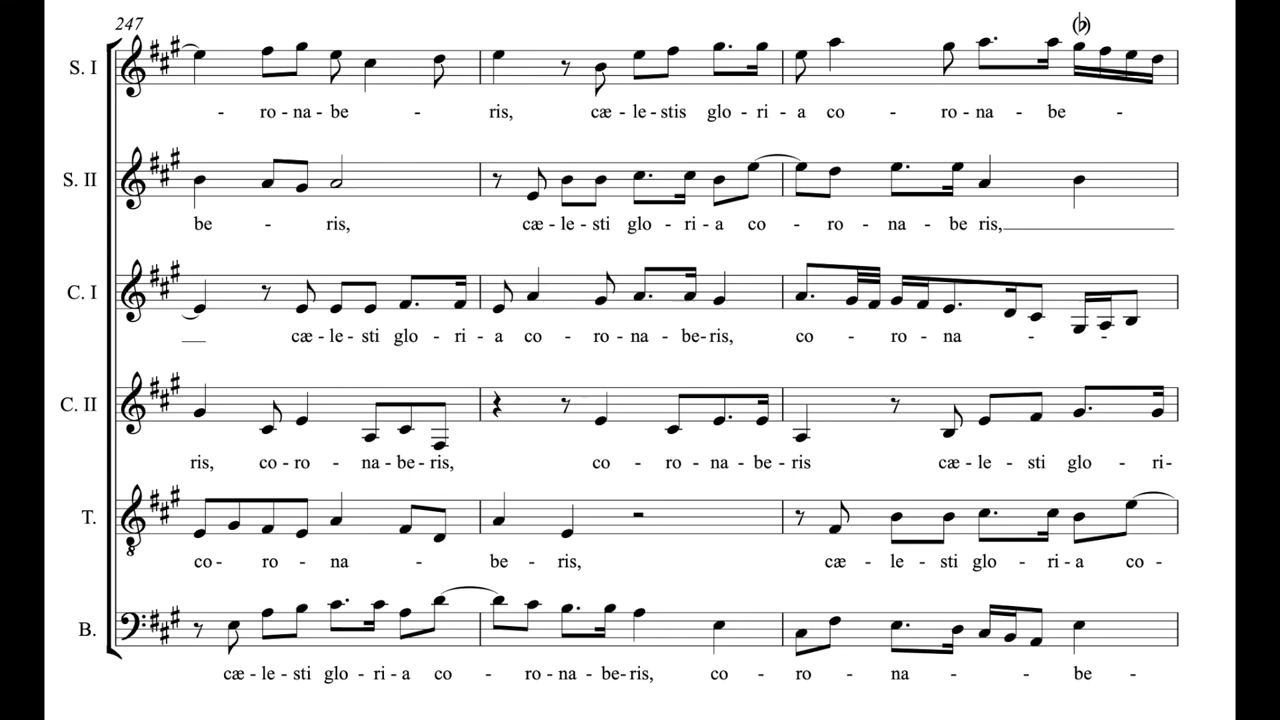 247
S. I
- ro - na - be - ris, cæ - le - stis glo - ri - a co - ro - na - be -
S. II
be - ris, cæ - le - sti glo - ri - a co - ro - na - be ris,
C. I
cæ - le - sti glo - ri - a co - ro - na - be - ris, co - ro - na - -
C. II
ris, co - ro - na - be - ris, co - ro - na - be - ris cæ - le - sti glo - ri -
T.
co - ro - na - be - ris, cæ - le - sti glo - ri - a co -
B.
cæ - le - sti glo - ri - a co - ro - na - be - ris, co - ro - na - - be -